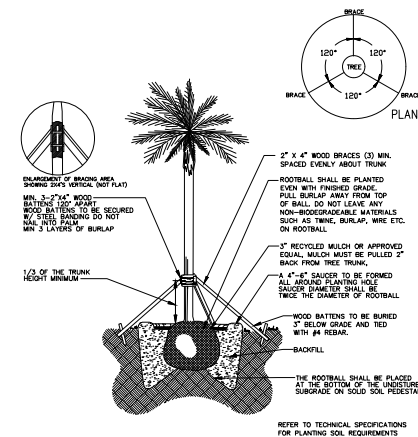 BRACE
120°
120°
TREE
120°
BRACE
BRACE
PLAN
ENLARGEMENT OF BRACING AREA
SHOWING 2X4'S VERTICAL (NOT FLAT)
MIN. 3-2"X4" WOOD
BATTENS 120° APART
WOOD BATTENS TO BE SECURED
W/ STEEL BANDING DO NOT
NAIL INTO PALM
MIN 3 LAYERS OF BURLAP
1/3 OF THE TRUNK
HEIGHT MINIMUM
2" X 4" WOOD BRACES (3) MIN.
SPACED EVENLY ABOUT TRUNK
ROOTBALL SHALL BE PLANTED
EVEN WITH FINISHED GRADE.
PULL BURLAP AWAY FROM TOP
OF BALL, DO NOT LEAVE ANY
NON-BIODEGRADEABLE MATERIALS
SUCH AS TWINE, BURLAP, WIRE ETC.
ON ROOTBALL
3" RECYCLED MULCH OR APPROVED
EQUAL, MULCH MUST BE PULLED 2"
BACK FROM TREE TRUNK.
A 4"-6" SAUCER TO BE FORMED
ALL AROUND PLANTING HOLE
SAUCER DIAMETER SHALL BE
TWICE THE DIAMETER OF ROOTBALL
WOOD BATTENS TO BE BURIED
3" BELOW GRADE AND TIED
WITH #4 REBAR.
BACKFILL
THE ROOTBALL SHALL BE PLACED
AT THE BOTTOM OF THE UNDISTURBE
SUBGRADE ON SOLID SOIL PEDESTAL
REFER TO TECHNICAL SPECIFICATIONS
FOR PLANTING SOIL REQUIREMENTS